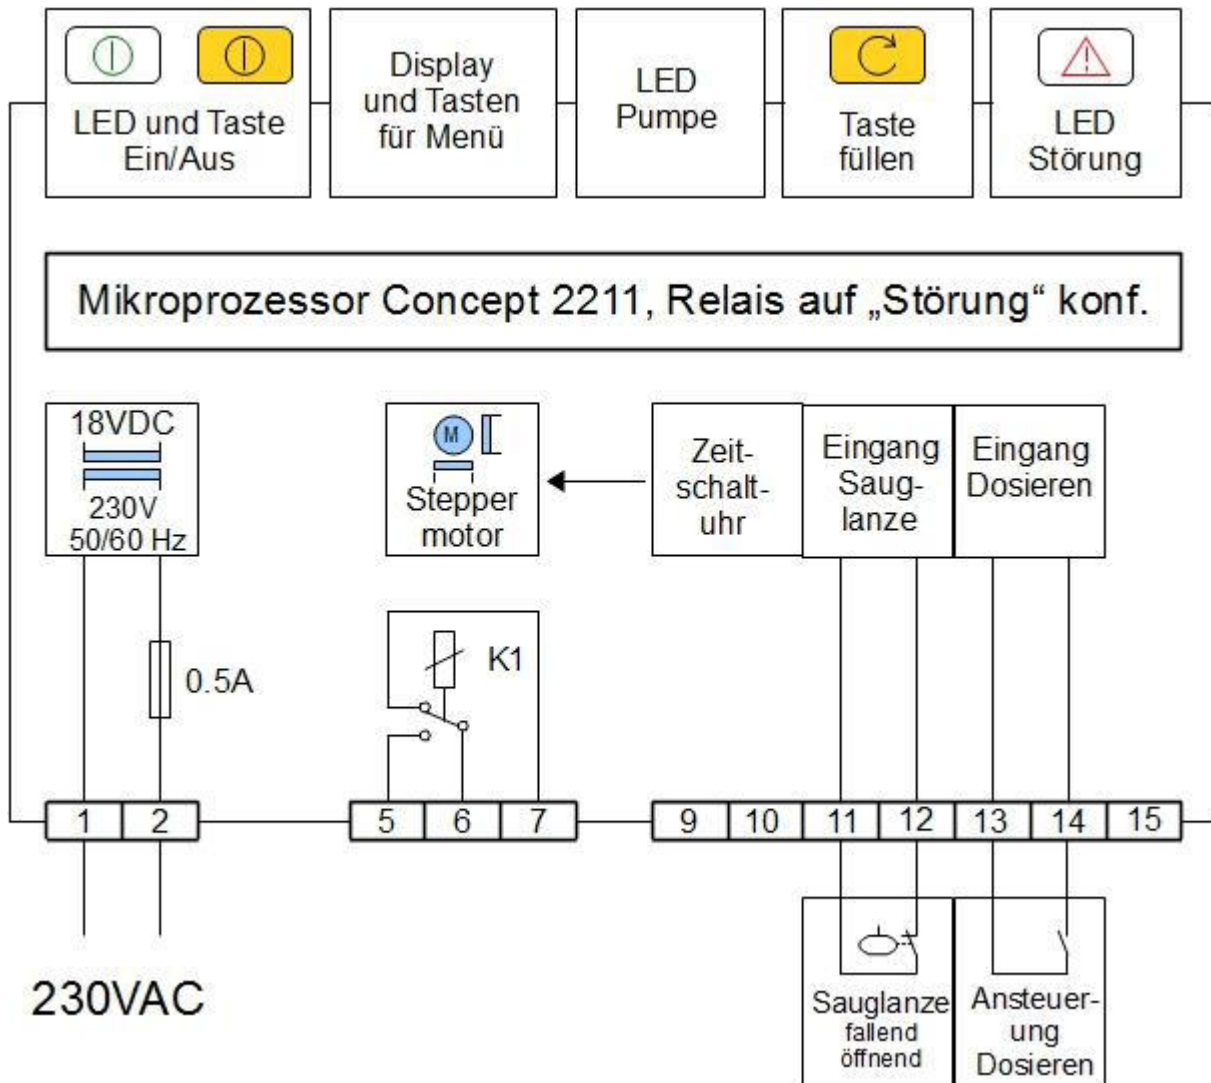 LED und Taste
Ein/Aus
Display
und Tasten
für Menü
LED
Pumpe
Taste
füllen
LED
Störung
Mikroprozessor Concept 2211, Relais auf „Störung“ konf.
18VDC
230V
50/60 Hz
M
Stepper
motor
Zeit-
schalt-
uhr
Eingang
Saug-
lanze
Eingang
Dosieren
0.5A
K1
1 2 5 6 7 9 10 11 12 13 14 15
230VAC
Sauglanze
fallend
öffnend
Ansteuer-
ung
Dosieren